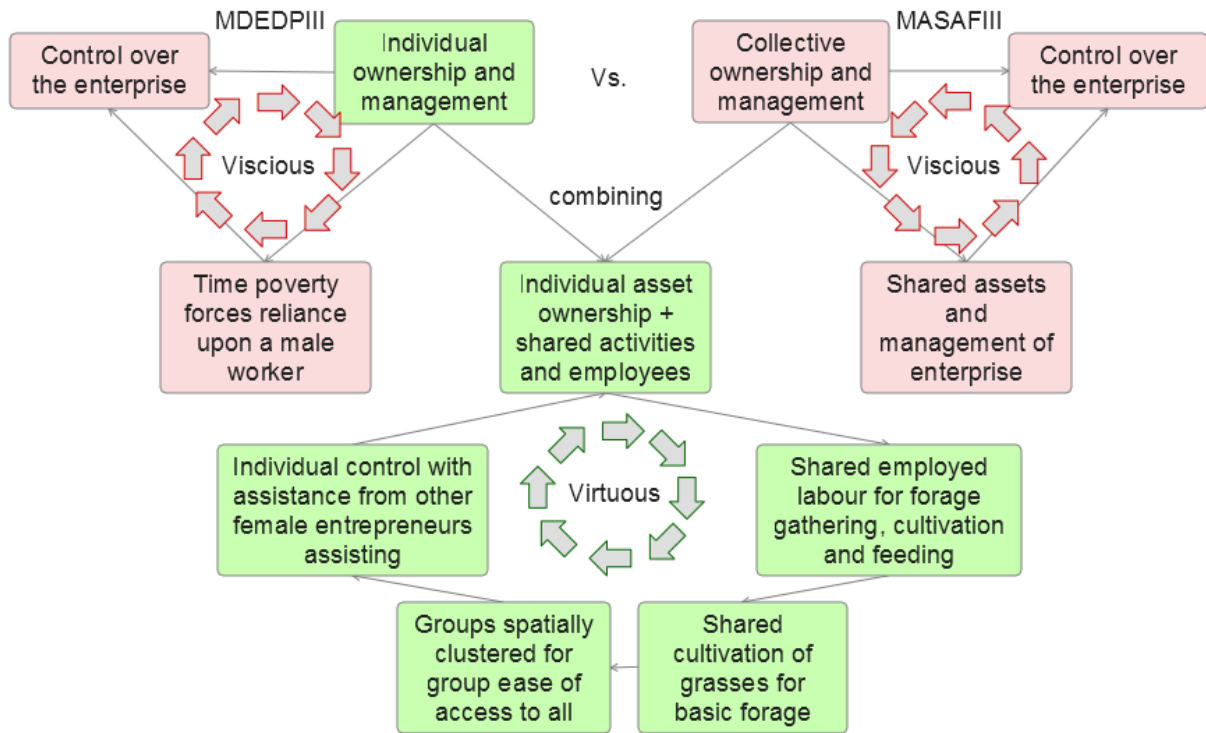 MDEDPIII
MASAFIII
Control over
the enterprise
Individual
ownership and
management
Vs.
Collective
ownership and
management
Control over
the enterprise
Viscious
Viscious
combining
Time poverty
forces reliance
upon a male
worker
Individual asset
ownership +
shared activities
and employees
Shared assets
and
management of
enterprise
Individual control with
assistance from other
female entrepreneurs
assisting
Virtuous
Shared employed
labour for forage
gathering, cultivation
and feeding
Groups spatially
clustered for
group ease of
access to all
Shared
cultivation of
grasses for
basic forage